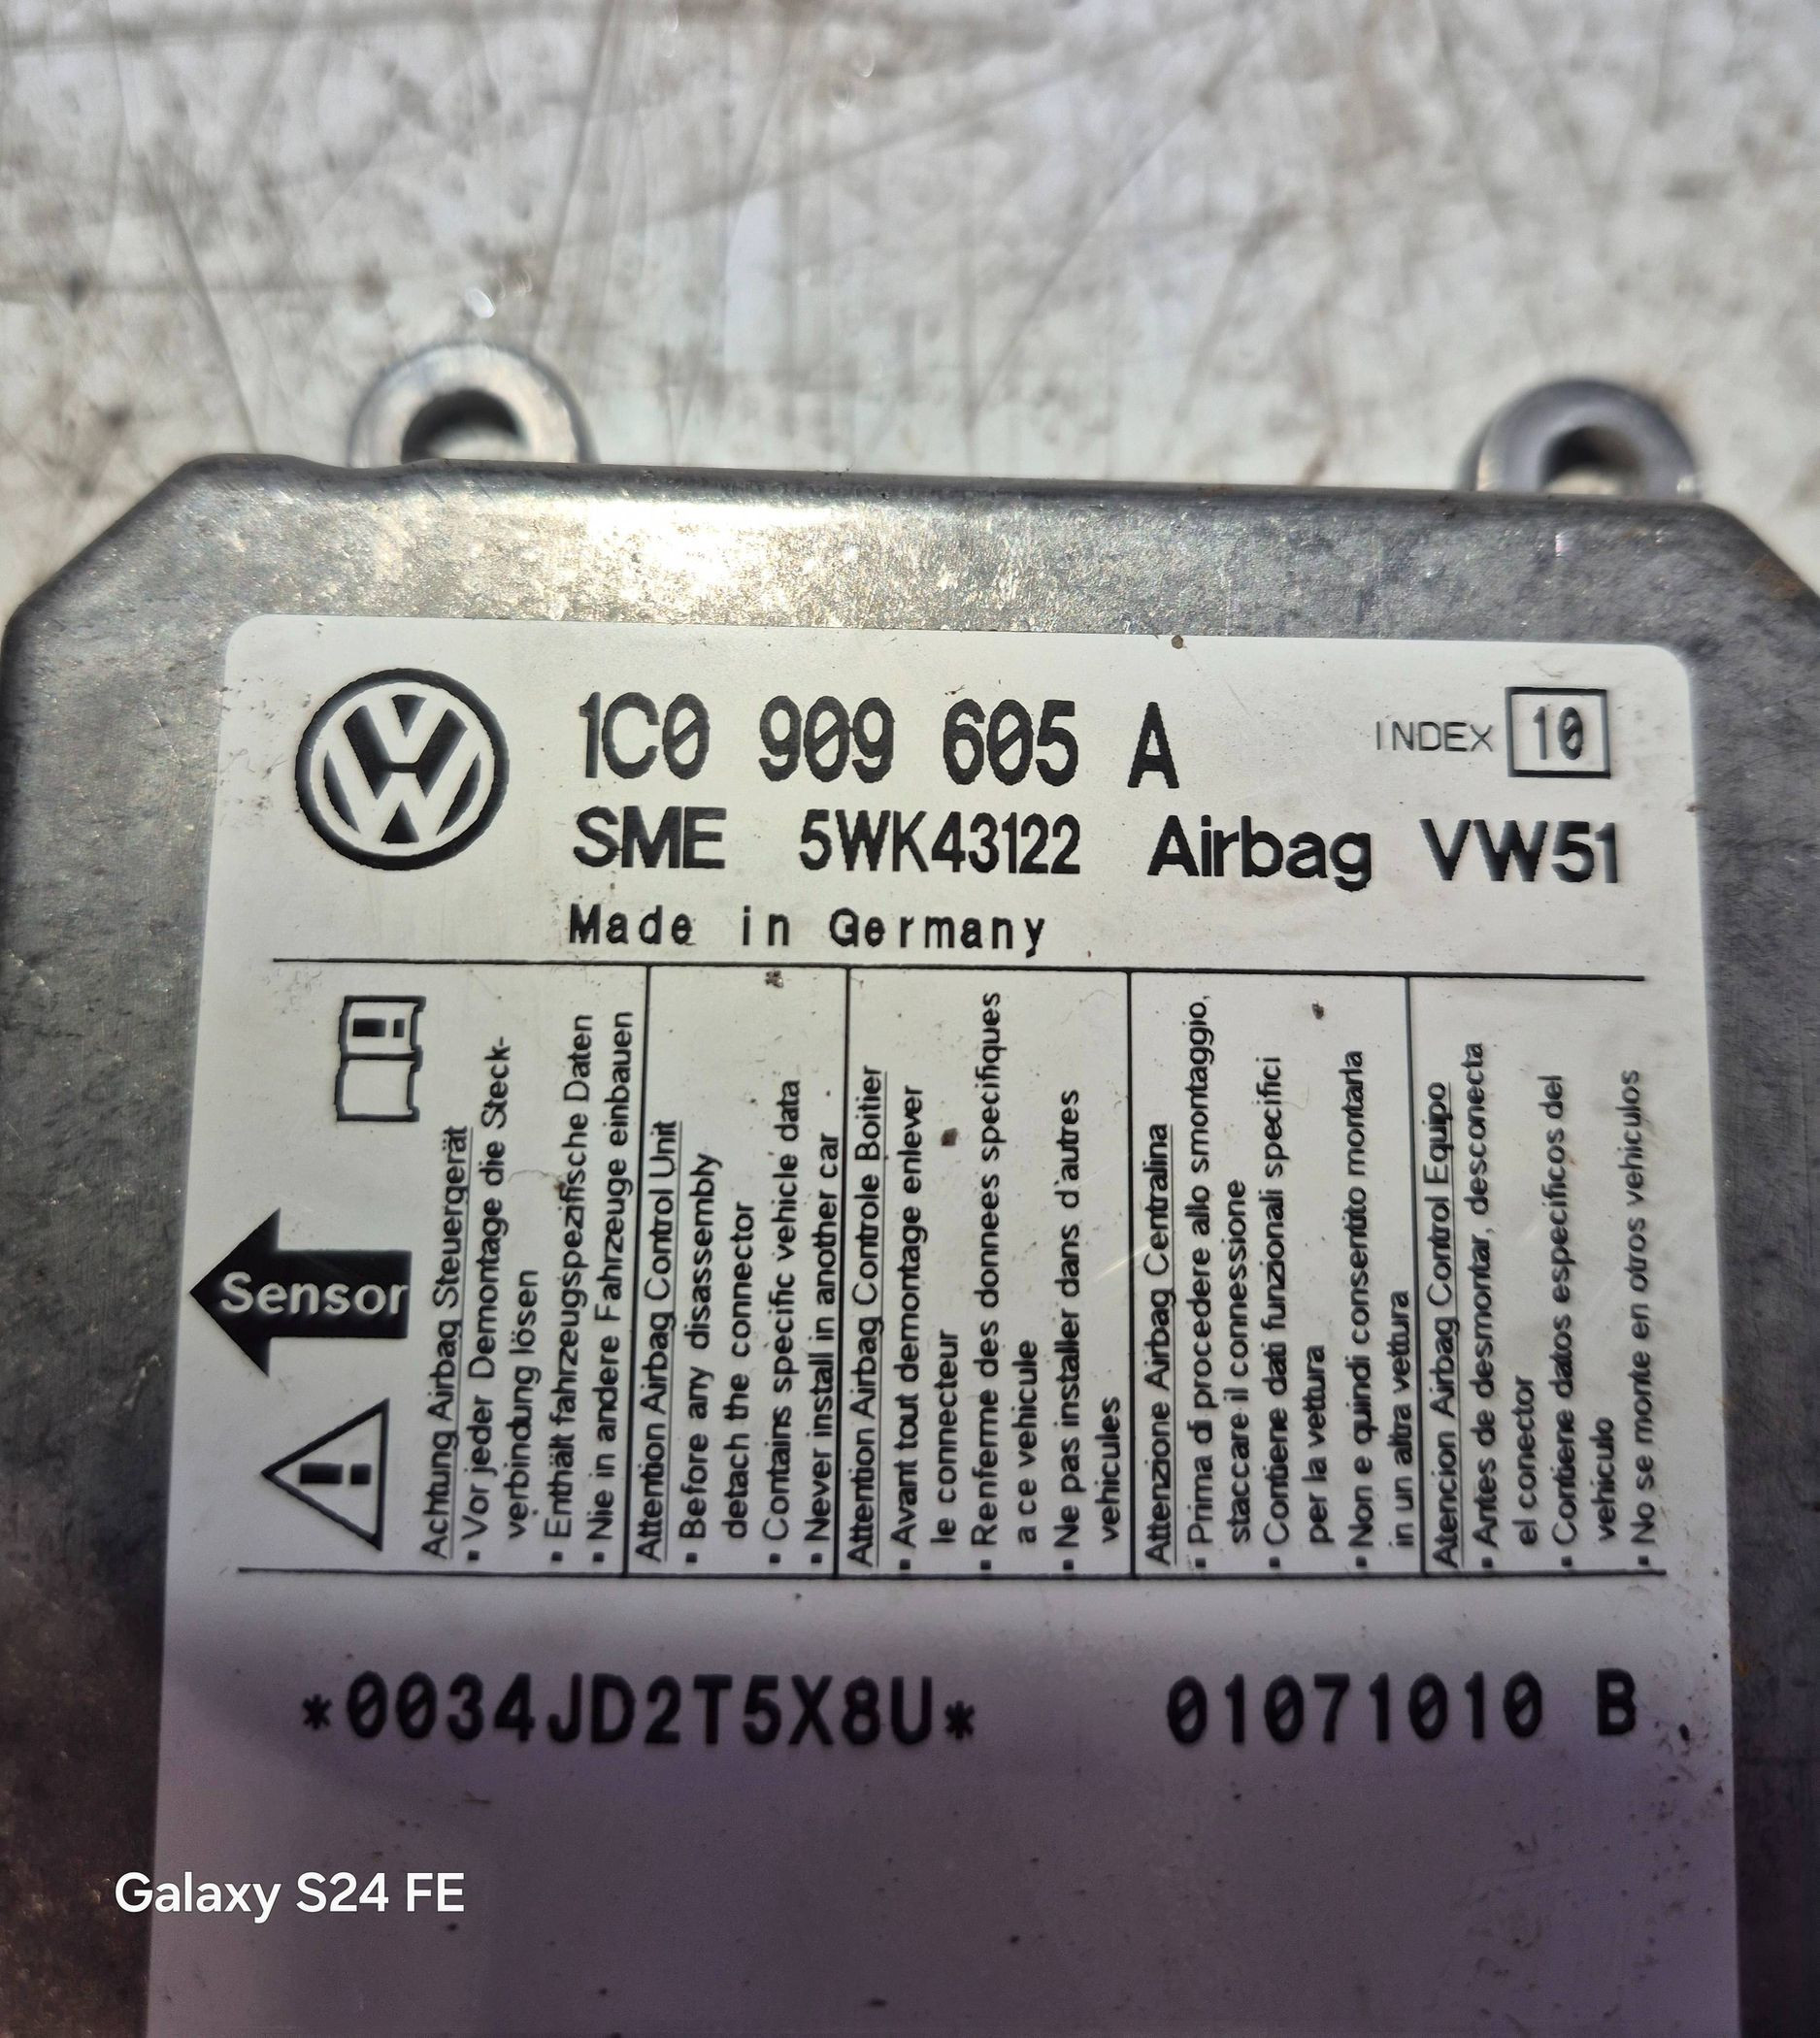 1C0 909 605 A INDEX 10
SME 5WK43122 Airbag VW51
Made in Germany
Sensor
Achtung Airbag Steuergerät
▪ Vor jeder Demontage die Steck-
verbindung lösen
▪ Enthält fahrzeugspezifische Daten
▪ Nie in andere Fahrzeuge einbauen
Attention Airbag Control Unit
▪ Before any disassembly
detach the connector
▪ Contains specific vehicle data
▪ Never install in another car
Attention Airbag Controle Boitier
▪ Avant tout demontage enlever
le connecteur
▪ Renferme des donnees specifiques
a ce vehicule
▪ Ne pas installer dans d'autres
vehicules
Attenzione Airbag Centralina
▪ Prima di procedere allo smontaggio,
staccare il connessione
▪ Contiene dati funzionali specifici
per la vettura
▪ Non e quindi consentito montarla
in un altra vettura
Atencion Airbag Control Equipo
▪ Antes de desmontar, desconecta
el conector
▪ Contiene datos especificos del
vehiculo
▪ No se monte en otros vehiculos
*0034JD2T5X8U* 01071010 B
Galaxy S24 FE